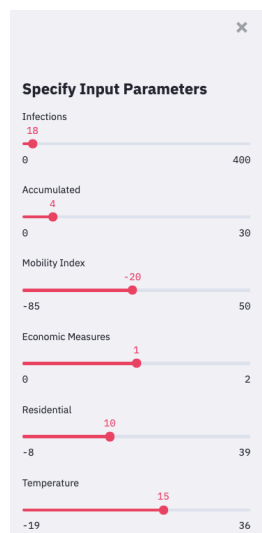 ×
Specify Input Parameters
Infections
18
0 400
Accumulated
4
0 30
Mobility Index
-20
-85 50
Economic Measures
1
0 2
Residential
10
-8 39
Temperature
15
-19 36